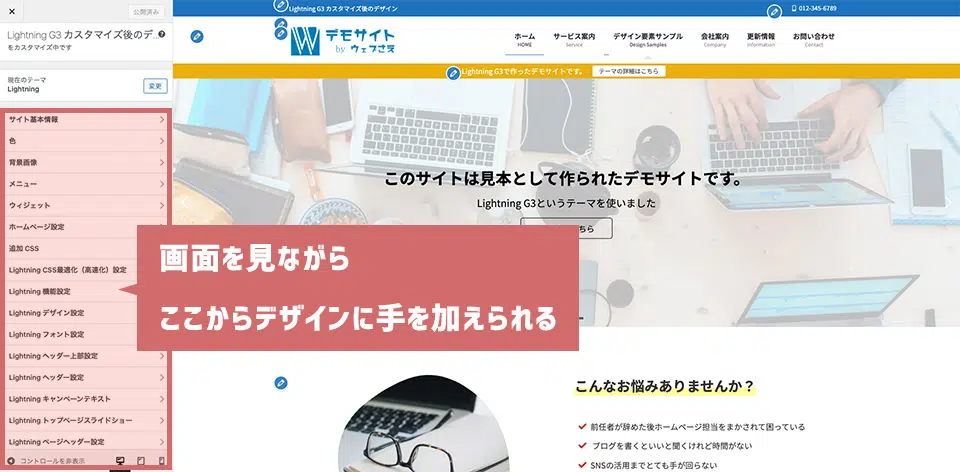 公開済み
Lightning G3 カスタマイズ後のデ...
をカスタマイズ中です
現在のテーマ
Lightning
変更
サイト基本情報
色
背景画像
メニュー
ウィジェット
ホームページ設定
追加 CSS
Lightning CSS最適化（高速化）設定
Lightning 機能設定
Lightning デザイン設定
Lightning フォント設定
Lightning ヘッダー上部設定
Lightning ヘッダー設定
Lightning キャンペーンテキスト
Lightning トップページスライドショー
Lightning ページヘッダー設定
コントロールを非表示
Lightning G3 カスタマイズ後のデザイン
012-345-6789
デモサイト
by ウェブさえ
ホーム
HOME
サービス案内
Service
デザイン要素サンプル
Design Samples
会社案内
Company
更新情報
Information
お問い合わせ
Contact
Lightning G3で作ったデモサイトです。
テーマの詳細はこちら
このサイトは見本として作られたデモサイトです。
Lightning G3というテーマを使いました
ちら
画面を見ながら
ここからデザインに手を加えられる
こんなお悩みありませんか？
前任者が辞めた後ホームページ担当をまかされて困っている
ブログを書くといいと聞くけれど時間がない
SNSの活用までとても手が回らない